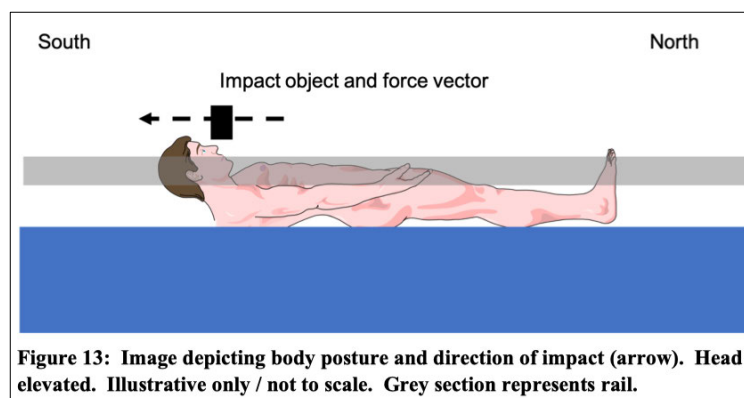 South
North
Impact object and force vector
Figure 13:  Image depicting body posture and direction of impact (arrow).  Head
elevated.  Illustrative only / not to scale.  Grey section represents rail.